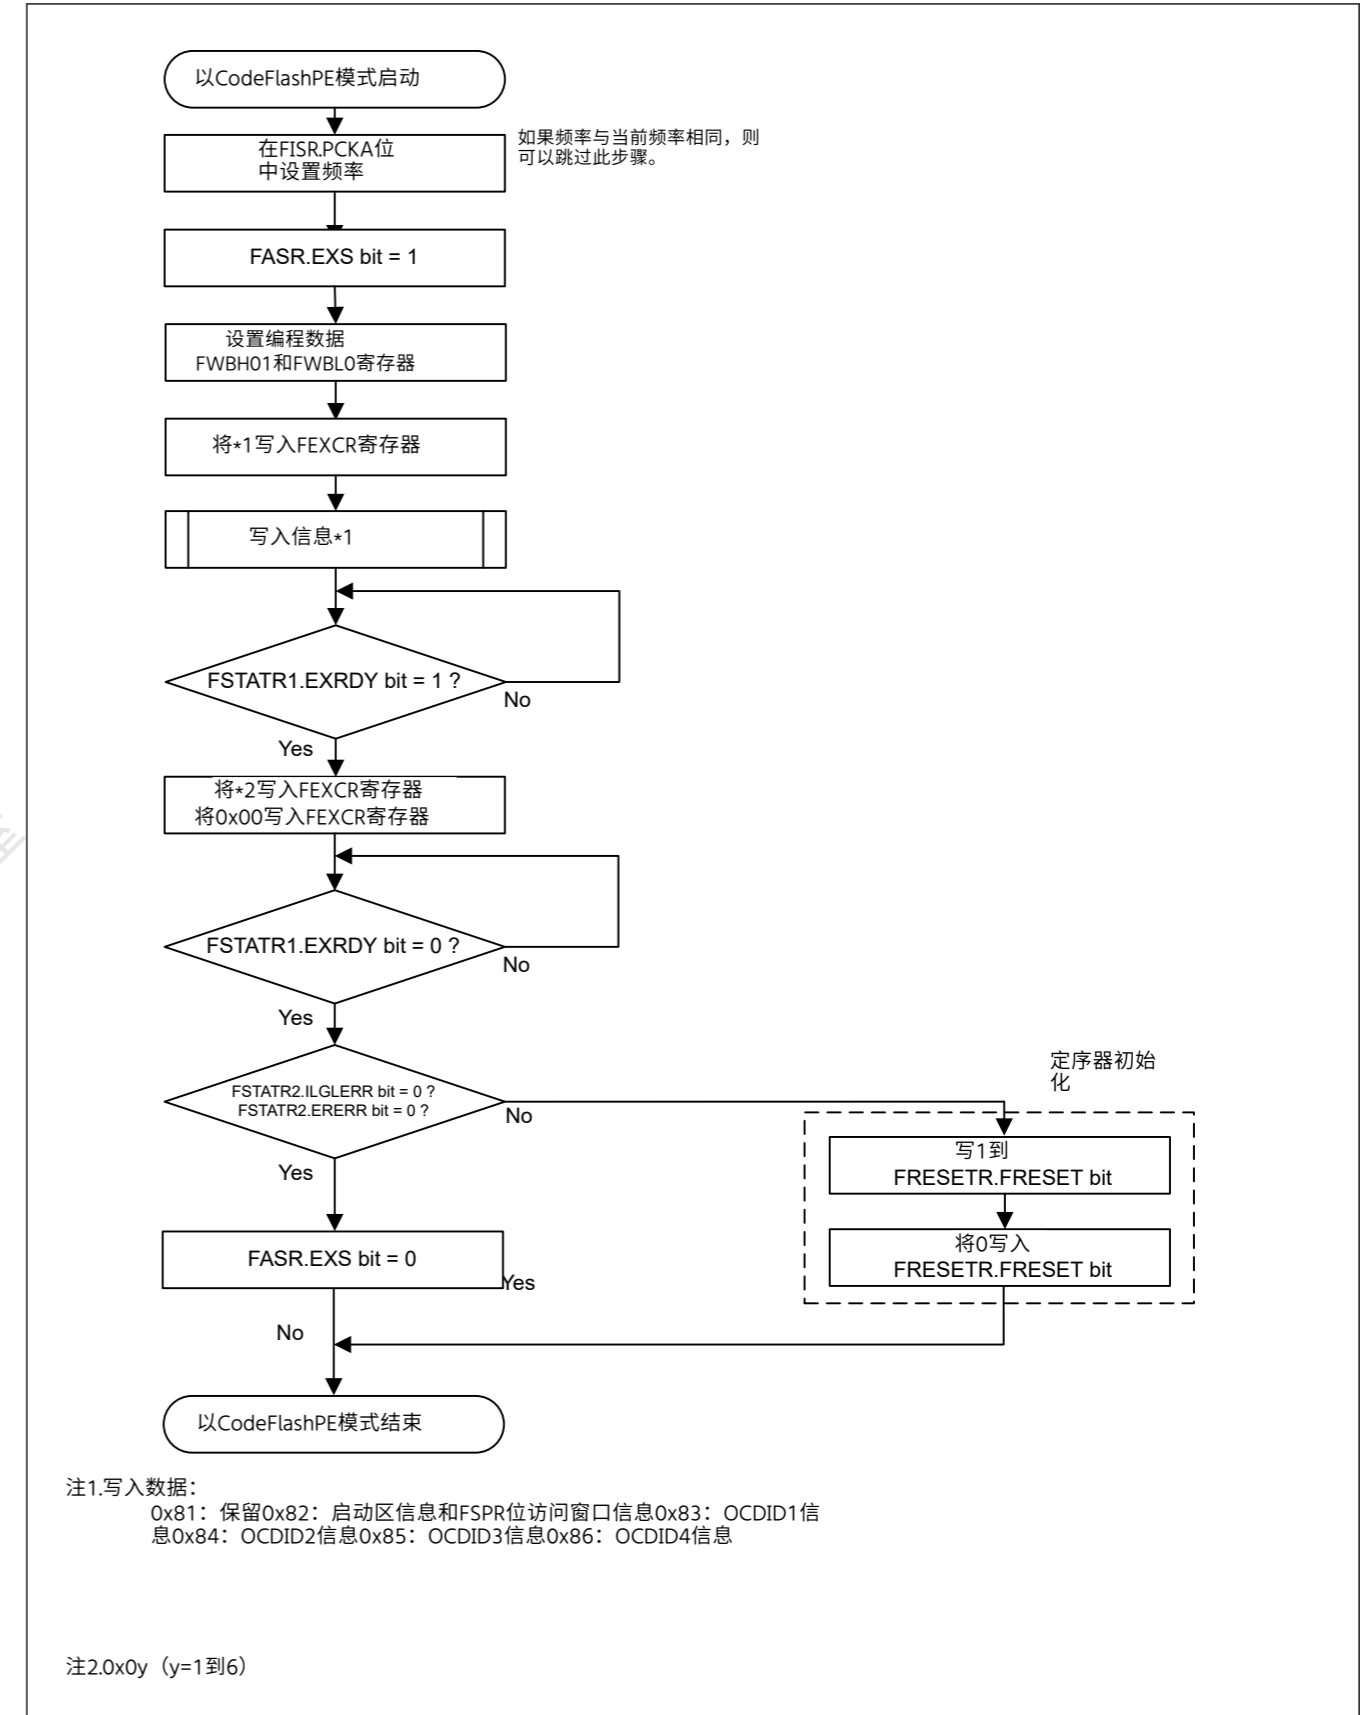 以CodeFlashPE模式启动
在FISR.PCKA位
中设置频率
如果频率与当前频率相同，则
可以跳过此步骤。
FASR.EXS bit = 1
设置编程数据
FWBH01和FWBL0寄存器
将*1写入FEXCR寄存器
写入信息*1
FSTATR1.EXRDY bit = 1 ?
No
Yes
将*2写入FEXCR寄存器
将0x00写入FEXCR寄存器
FSTATR1.EXRDY bit = 0 ?
No
Yes
定序器初始
化
FSTATR2.ILGLERR bit = 0 ?
FSTATR2.ERERR bit = 0 ?
No
写1到
FRESETR.FRESET bit
Yes
将0写入
FRESETR.FRESET bit
FASR.EXS bit = 0
Yes
No
以CodeFlashPE模式结束
注1.写入数据：
0x81：保留0x82：启动区信息和FSPR位访问窗口信息0x83：OCDID1信
息0x84：OCDID2信息0x85：OCDID3信息0x86：OCDID4信息
注2.0x0y（y=1到6）